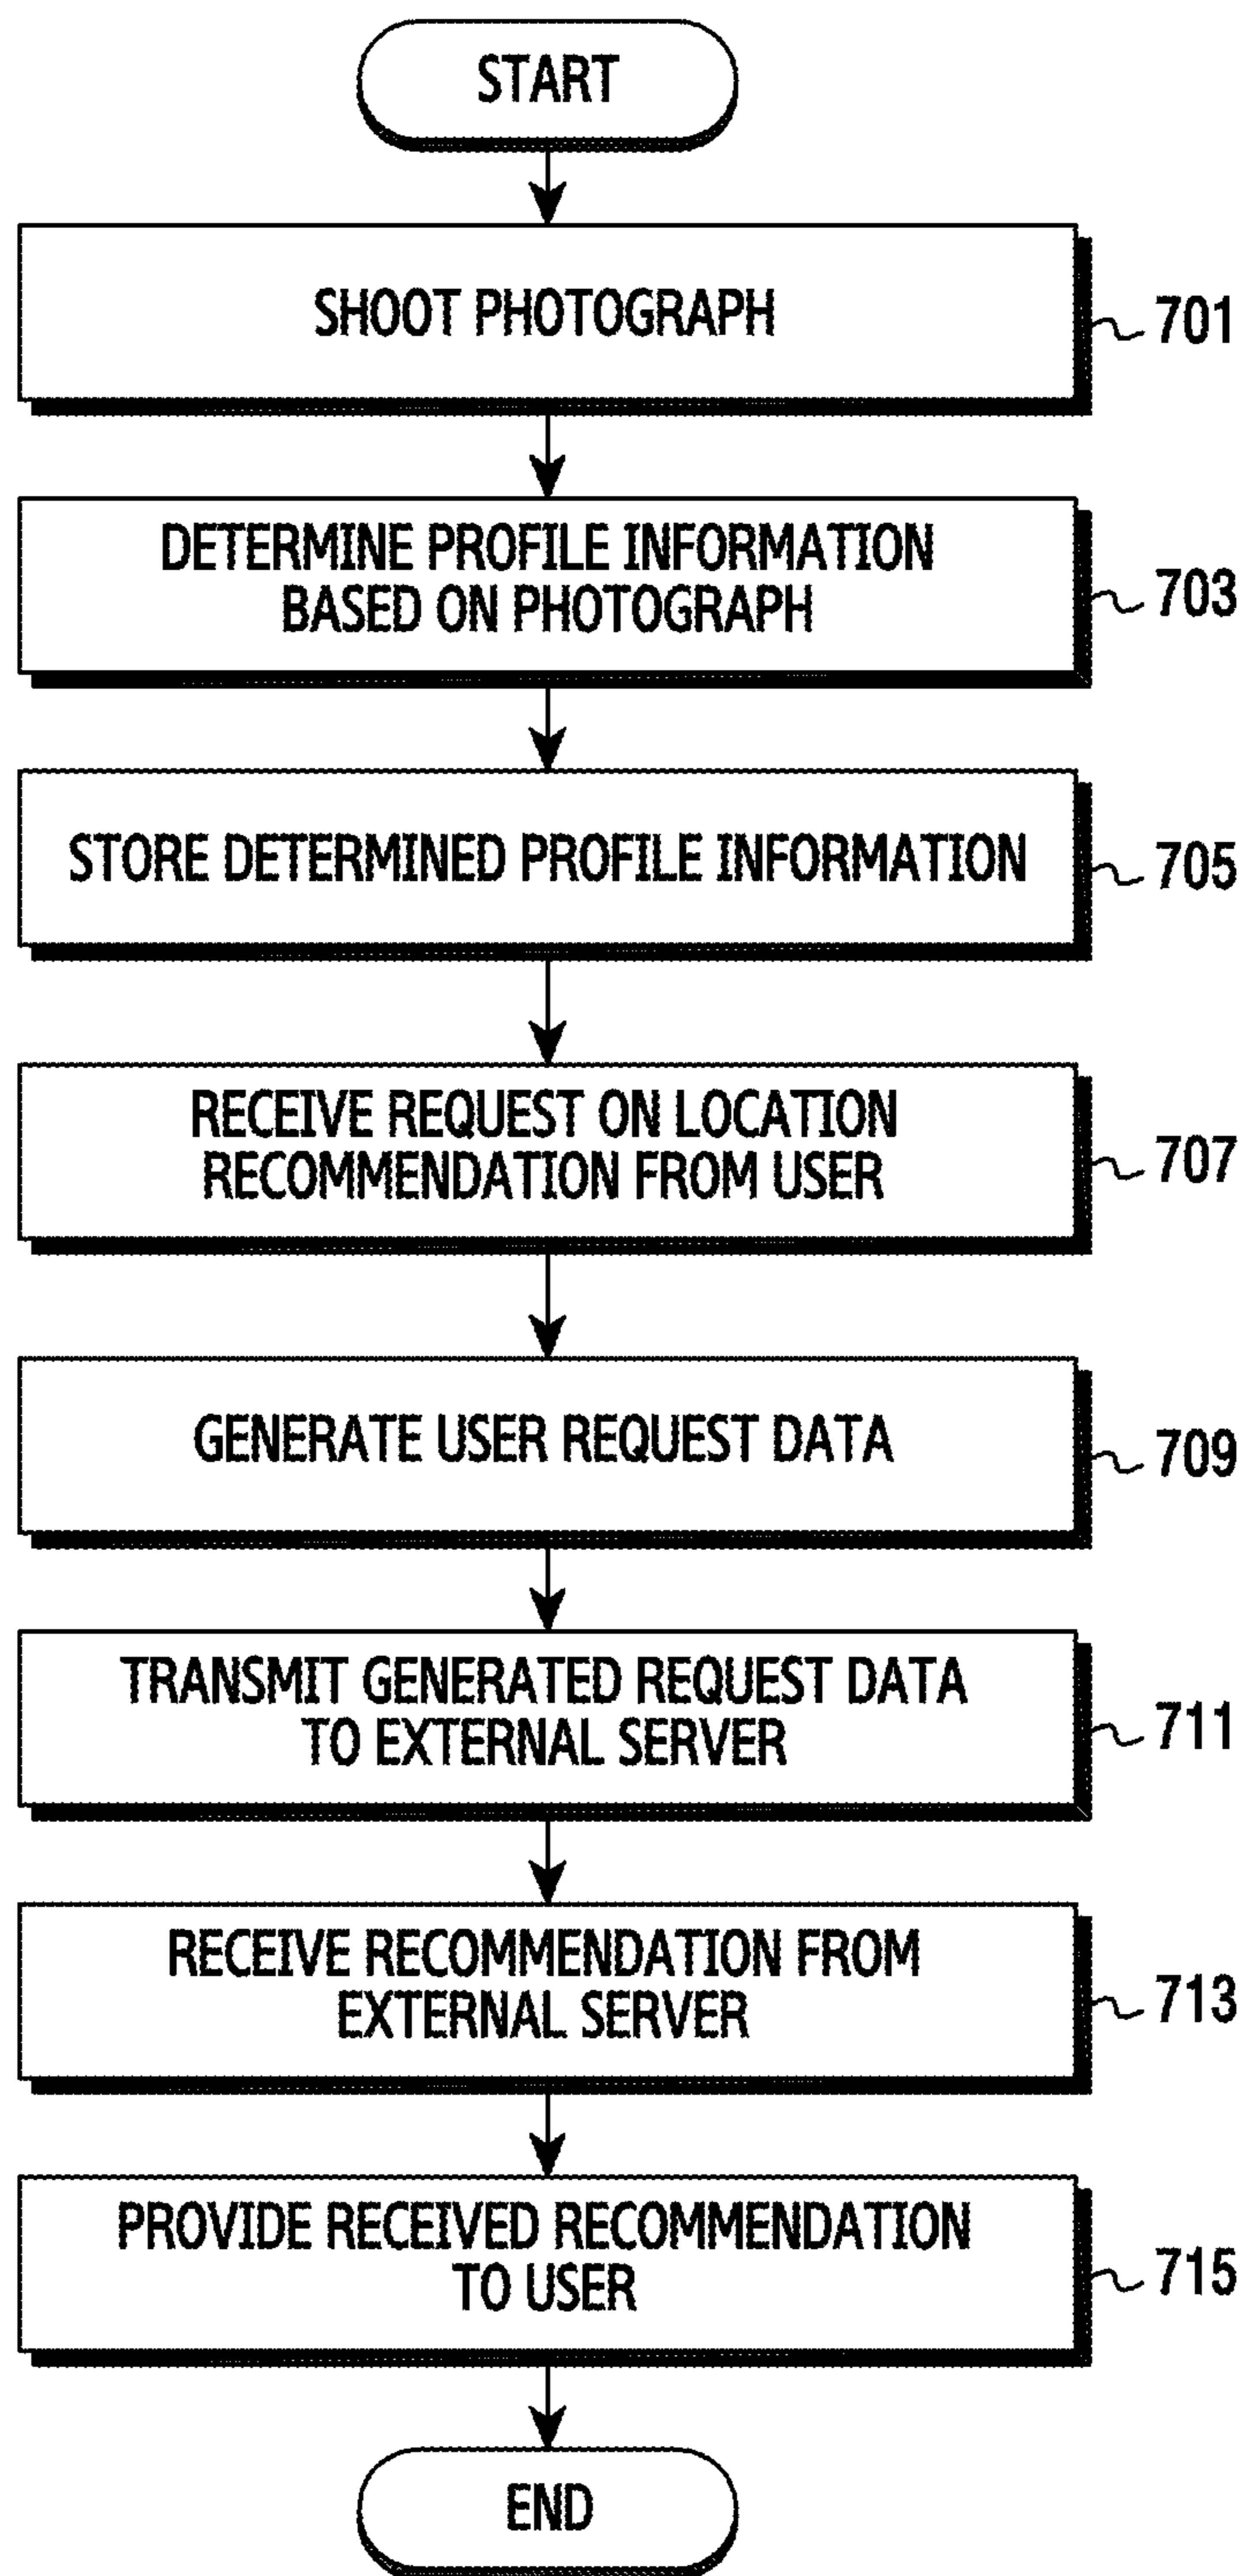 START
SHOOT PHOTOGRAPH
701
DETERMINE PROFILE INFORMATION
BASED ON PHOTOGRAPH
703
STORE DETERMINED PROFILE INFORMATION
705
RECEIVE REQUEST ON LOCATION
RECOMMENDATION FROM USER
707
GENERATE USER REQUEST DATA
709
TRANSMIT GENERATED REQUEST DATA
TO EXTERNAL SERVER
711
RECEIVE RECOMMENDATION FROM
EXTERNAL SERVER
713
PROVIDE RECEIVED RECOMMENDATION
TO USER
715
END